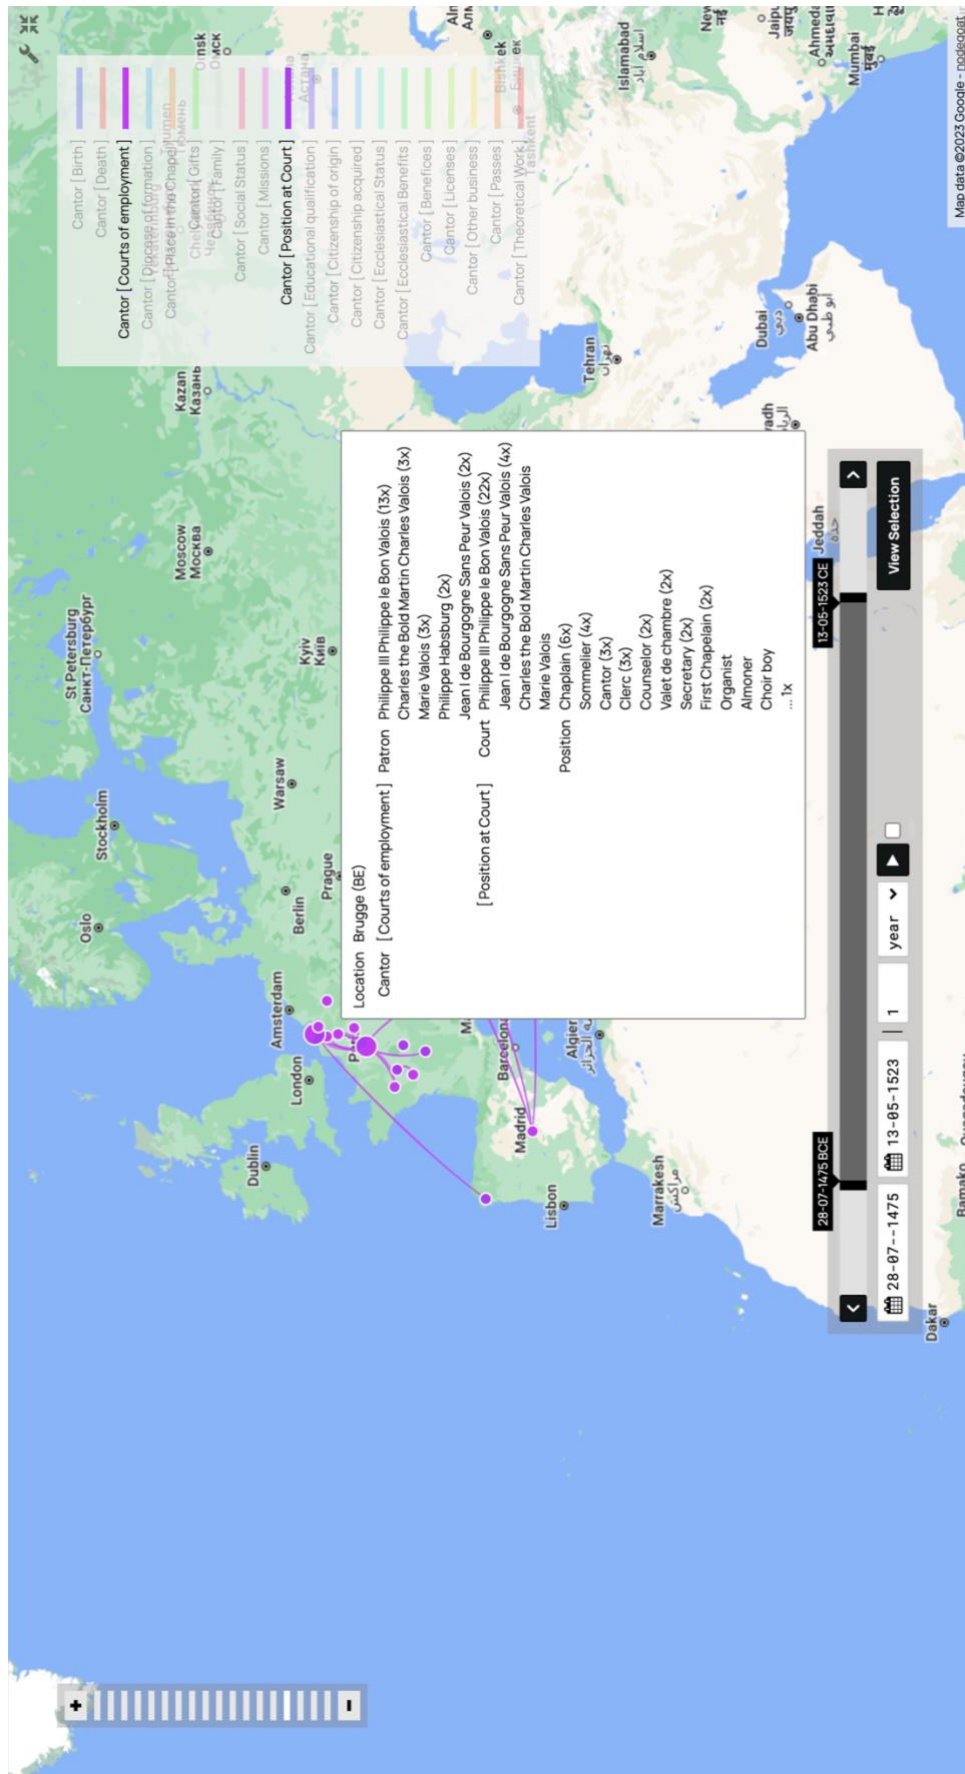 +
−
Cantor [Birth]
Cantor [Death]
Cantor [Courts of employment]
Cantor [Diocese of formation]
Cantor [Place in the Chapel]
Cantor [Gifts]
Cantor [Family]
Cantor [Social Status]
Cantor [Missions]
Cantor [Position at Court]
Cantor [Educational qualification]
Cantor [Citizenship of origin]
Cantor [Citizenship acquired]
Cantor [Ecclesiastical Status]
Cantor [Ecclesiastical Benefits]
Cantor [Benefices]
Cantor [Licenses]
Cantor [Other business]
Cantor [Passes]
Cantor [Theoretical Work]
Oslo
Stockholm
St Petersburg
Санкт-Петербург
Moscow
Москва
Kazan
Казань
Омск
Астана
Bishkek
Бишкек
Tashkent
Dublin
London
Amsterdam
Berlin
Prague
Warsaw
Kyiv
Київ
Lisbon
Madrid
Barcelona
Algier
الجزائر
Marrakesh
مراكش
Dakar
Bamako
Jeddah
جدة
Tehran
تهران
Dubai
دبي
Abu Dhabi
أبو ظبي
Islamabad
اسلام آباد
Mumbai
मुंबई
Location Brugge (BE)
Cantor [Courts of employment] Patron Philippe III Philippe le Bon Valois (13x)
Charles the Bold Martin Charles Valois (3x)
Marie Valois (3x)
Philippe Habsburg (2x)
Jean I de Bourgogne Sans Peur Valois (2x)
[Position at Court] Court Philippe III Philippe le Bon Valois (22x)
Jean I de Bourgogne Sans Peur Valois (4x)
Charles the Bold Martin Charles Valois
Marie Valois
Position Chaplain (6x)
Sommelier (4x)
Cantor (3x)
Clerc (3x)
Counselor (2x)
Valet de chambre (2x)
Secretary (2x)
First Chapelain (2x)
Organist
Almoner
Choir boy
... 1x
28-07-1475 BCE
13-05-1523 CE
28-07--1475
13-05-1523
1
year
View Selection
Map data ©2023 Google - nodegoat